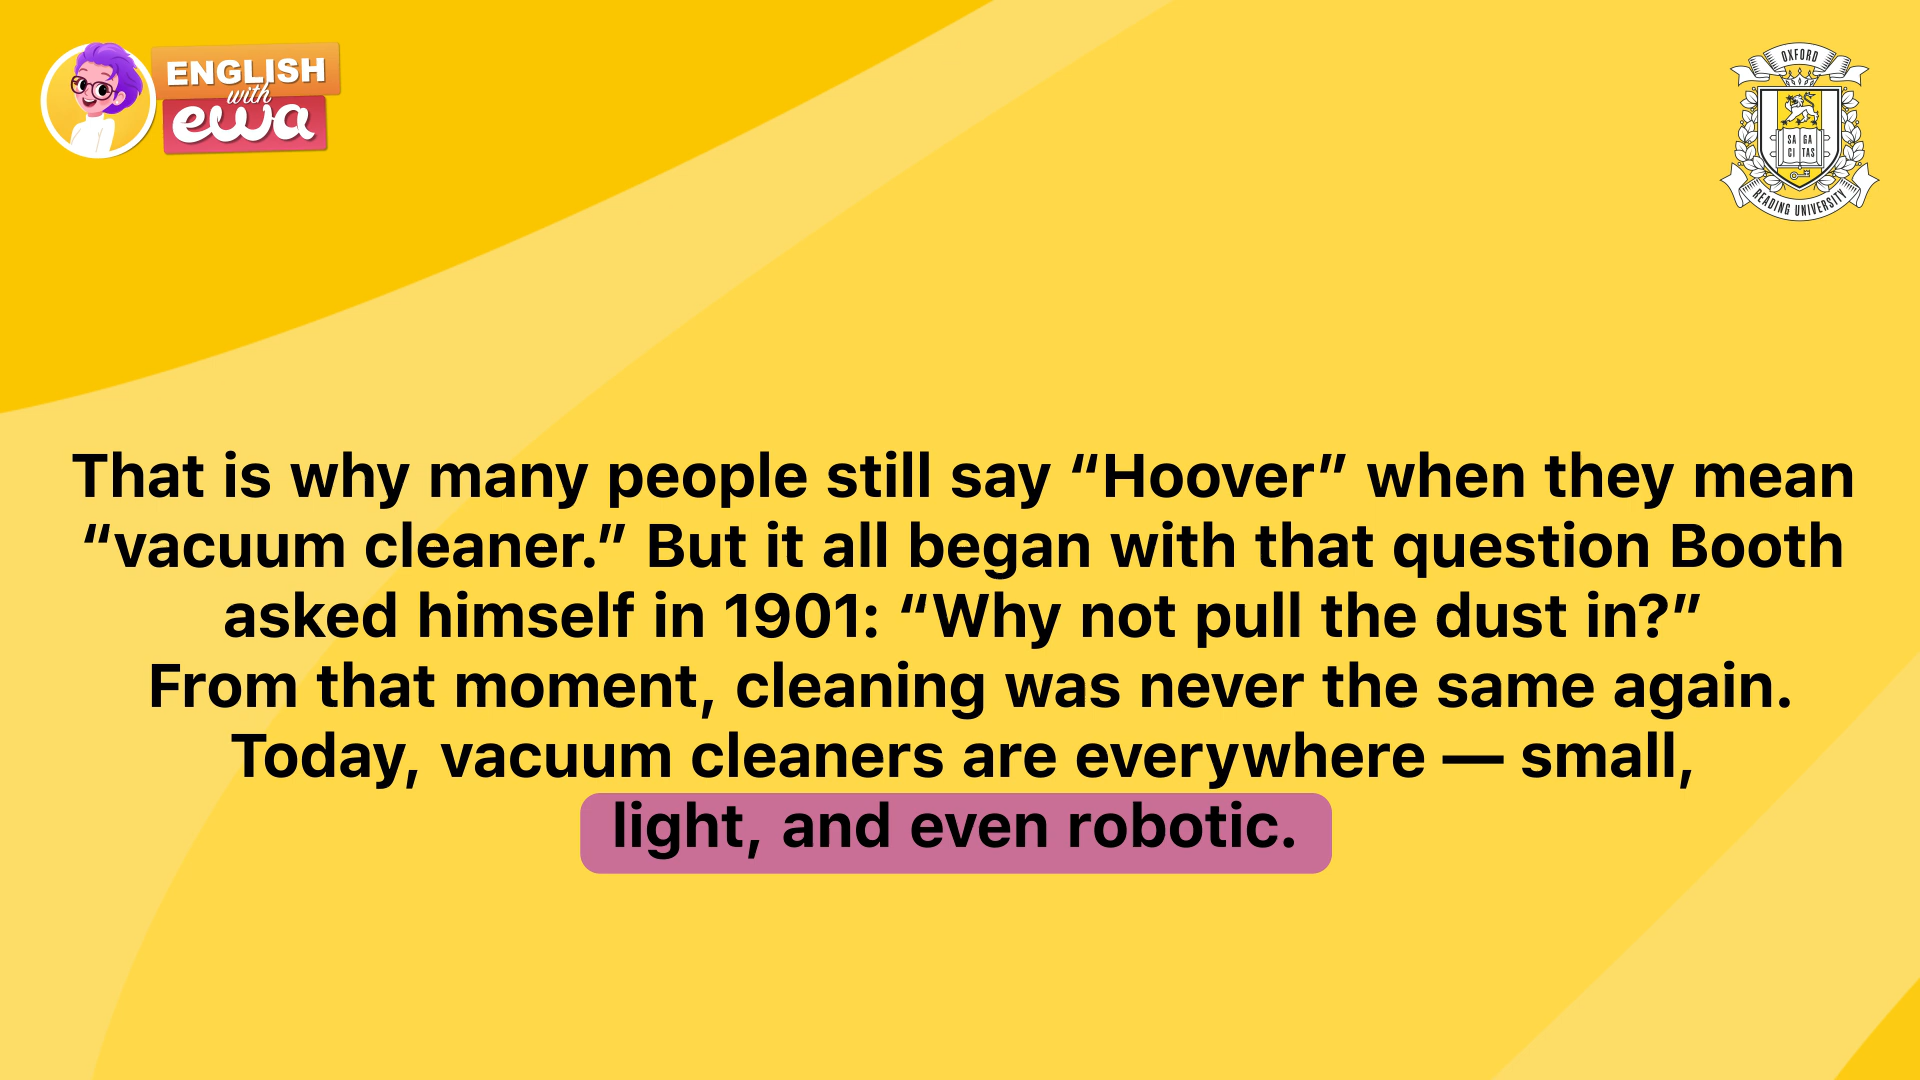 ENGLISH
with
ewa
OXFORD
SA GA
CI TAS
READING UNIVERSITY
That is why many people still say “Hoover” when they mean
“vacuum cleaner.” But it all began with that question Booth
asked himself in 1901: “Why not pull the dust in?”
From that moment, cleaning was never the same again.
Today, vacuum cleaners are everywhere — small,
light, and even robotic.